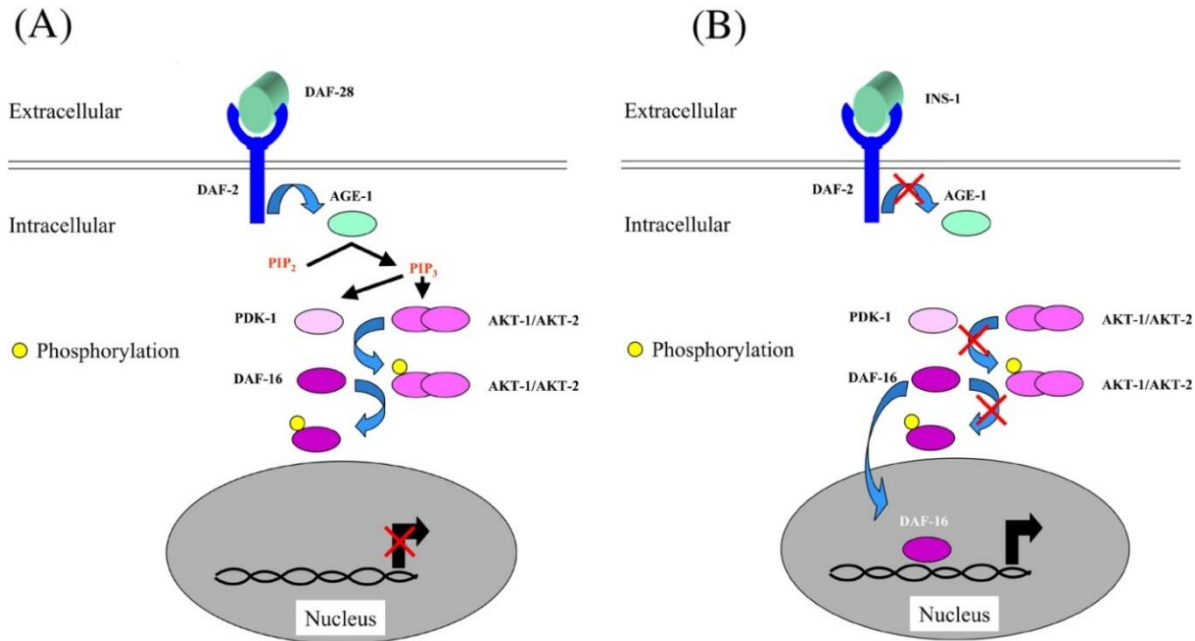 (A)
DAF-28
Extracellular
DAF-2
AGE-1
Intracellular
PIP2
PIP3
PDK-1
AKT-1/AKT-2
Phosphorylation
DAF-16
AKT-1/AKT-2
Nucleus
(B)
INS-1
Extracellular
DAF-2
AGE-1
Intracellular
PDK-1
AKT-1/AKT-2
Phosphorylation
DAF-16
AKT-1/AKT-2
DAF-16
Nucleus